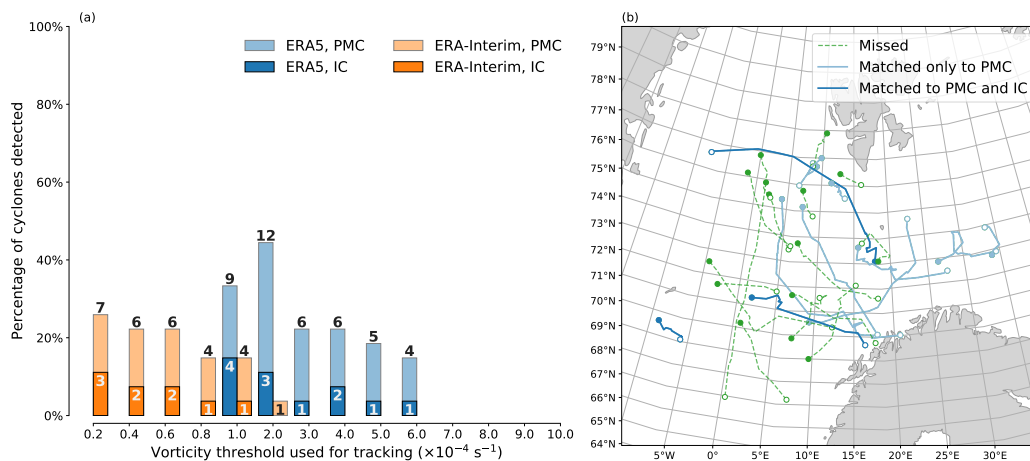 (a)
100%
80%
60%
40%
20%
0%
Percentage of cyclones detected
ERA5, PMC
ERA5, IC
ERA-Interim, PMC
ERA-Interim, IC
7
6
6
4
9
4
12
6
6
5
4
3
2
2
1
4
1
3
1
1
2
1
1
0.2
0.4
0.6
0.8
1.0
2.0
3.0
4.0
5.0
6.0
7.0
8.0
9.0
10.0
Vorticity threshold used for tracking (×10⁻⁴ s⁻¹)
(b)
Missed
Matched only to PMC
Matched to PMC and IC
79°N
78°N
77°N
76°N
75°N
74°N
73°N
72°N
71°N
70°N
69°N
68°N
67°N
66°N
65°N
64°N
5°W
0°
5°E
10°E
15°E
20°E
25°E
30°E